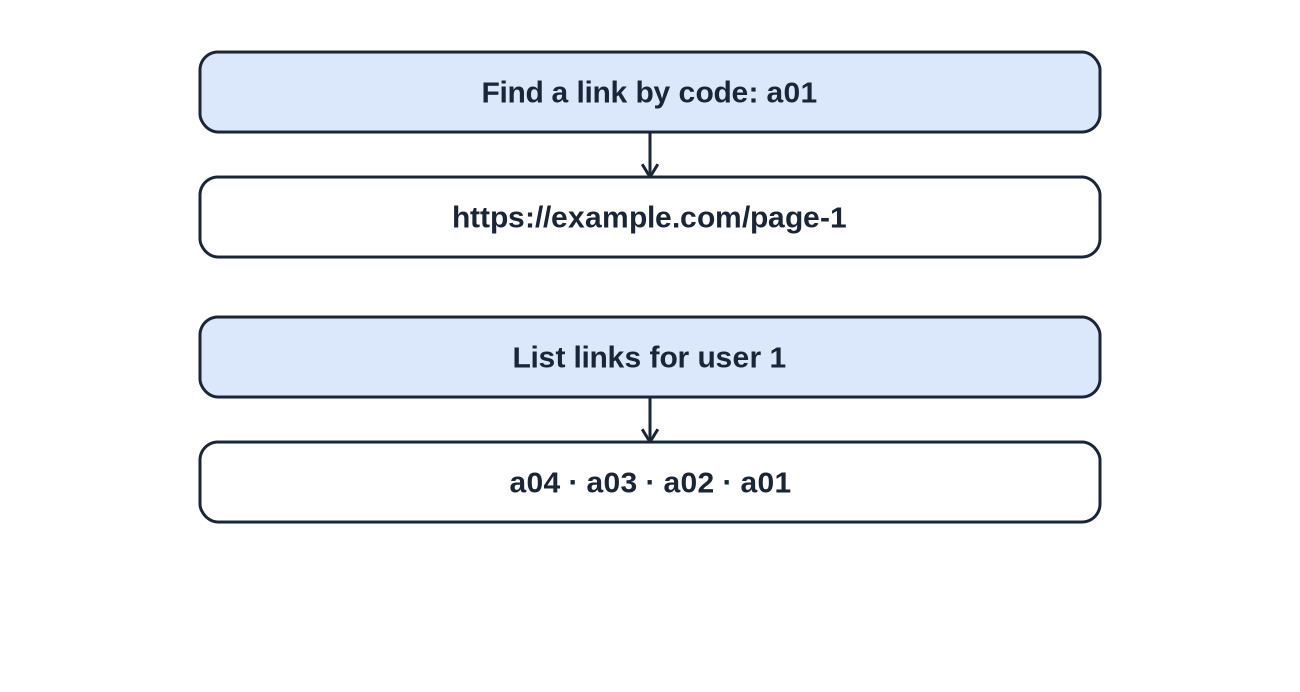 Find a link by code: a01
https://example.com/page-1
List links for user 1
a04 · a03 · a02 · a01